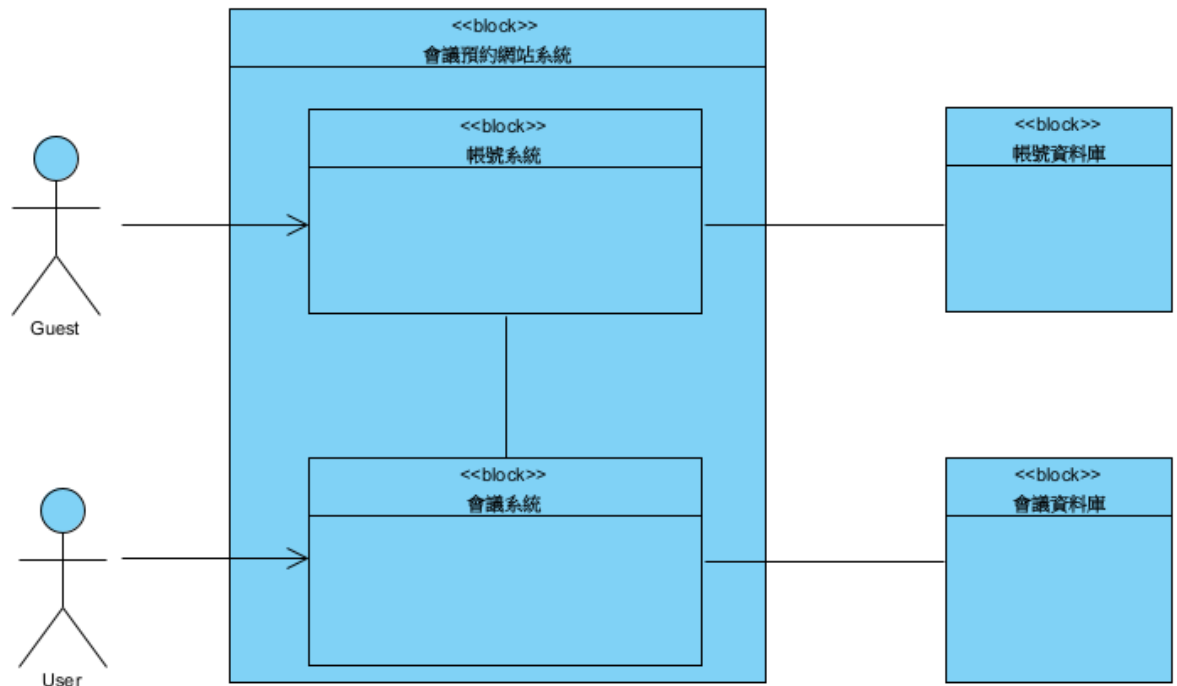 <<block>>
會議預約網站系統
<<block>>
帳號系統
<<block>>
帳號資料庫
Guest
<<block>>
會議系統
<<block>>
會議資料庫
User